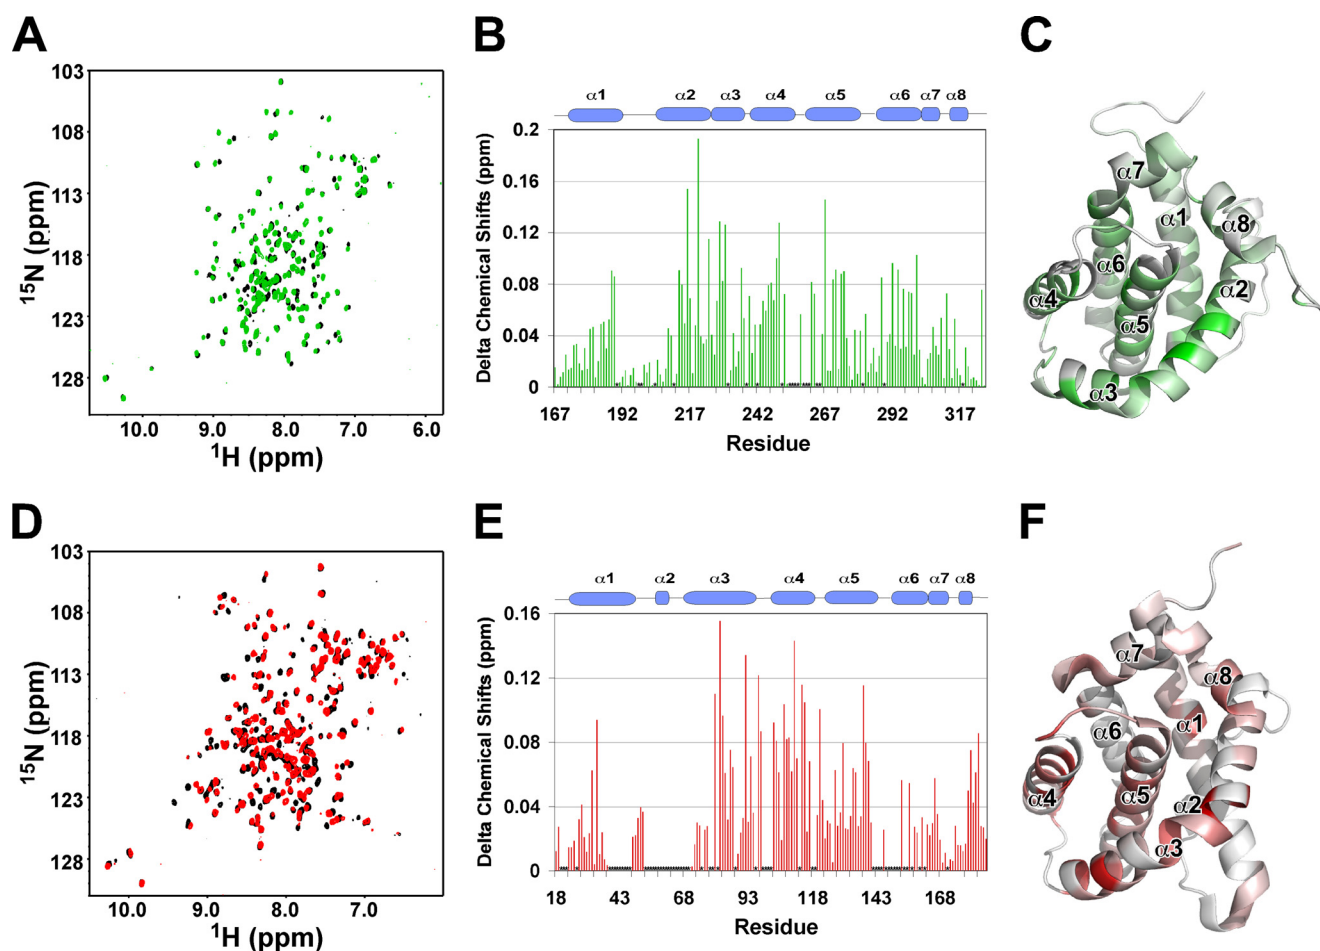 A
103
108
113
118
123
128
15N (ppm)
10.0 9.0 8.0 7.0 6.0
1H (ppm)
B
α1 α2 α3 α4 α5 α6 α7 α8
0.2
0.16
0.12
0.08
0.04
0
Delta Chemical Shifts (ppm)
167 192 217 242 267 292 317
Residue
C
α7
α1
α8
α6
α2
α4
α5
α3
D
103
108
113
118
123
128
15N (ppm)
10.0 9.0 8.0 7.0
1H (ppm)
E
α1 α2 α3 α4 α5 α6 α7 α8
0.16
0.12
0.08
0.04
0
Delta Chemical Shifts (ppm)
18 43 68 93 118 143 168
Residue
F
α7
α8
α1
α6
α4
α5
α2
α3